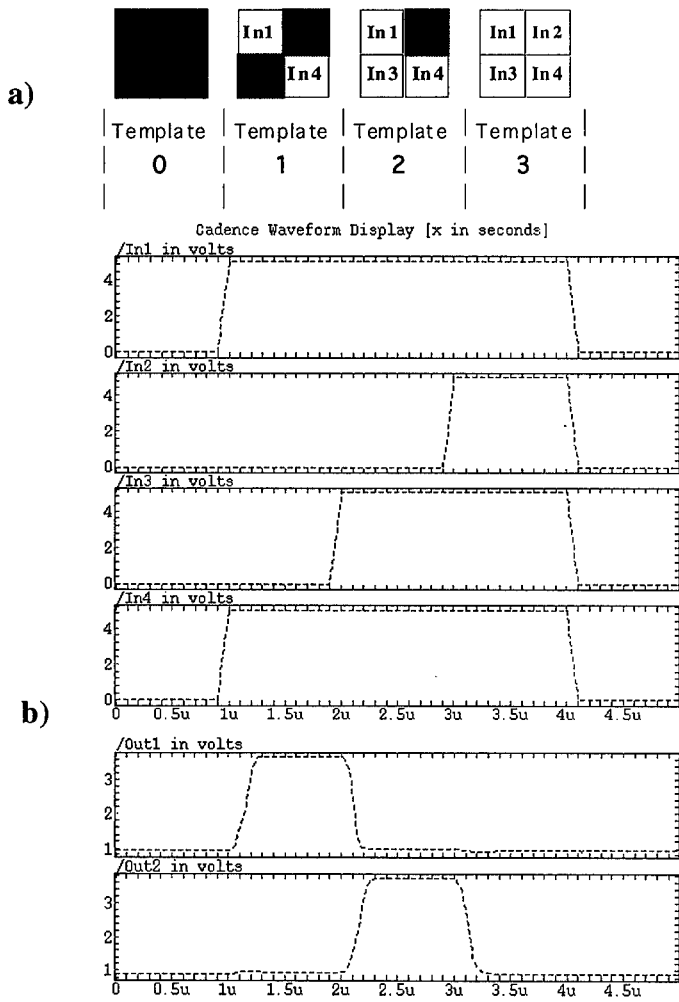 a)
In1
In4
In1
In3 In4
In1 In2
In3 In4
Template Template Template Template
0 1 2 3
Cadence Waveform Display [x in seconds]
/In1 in volts
4
2
0
/In2 in volts
4
2
0
/In3 in volts
4
2
0
/In4 in volts
4
2
0
0 0.5u 1u 1.5u 2u 2.5u 3u 3.5u 4u 4.5u
b)
/Out1 in volts
3
2
1
/Out2 in volts
3
2
1
0 0.5u 1u 1.5u 2u 2.5u 3u 3.5u 4u 4.5u